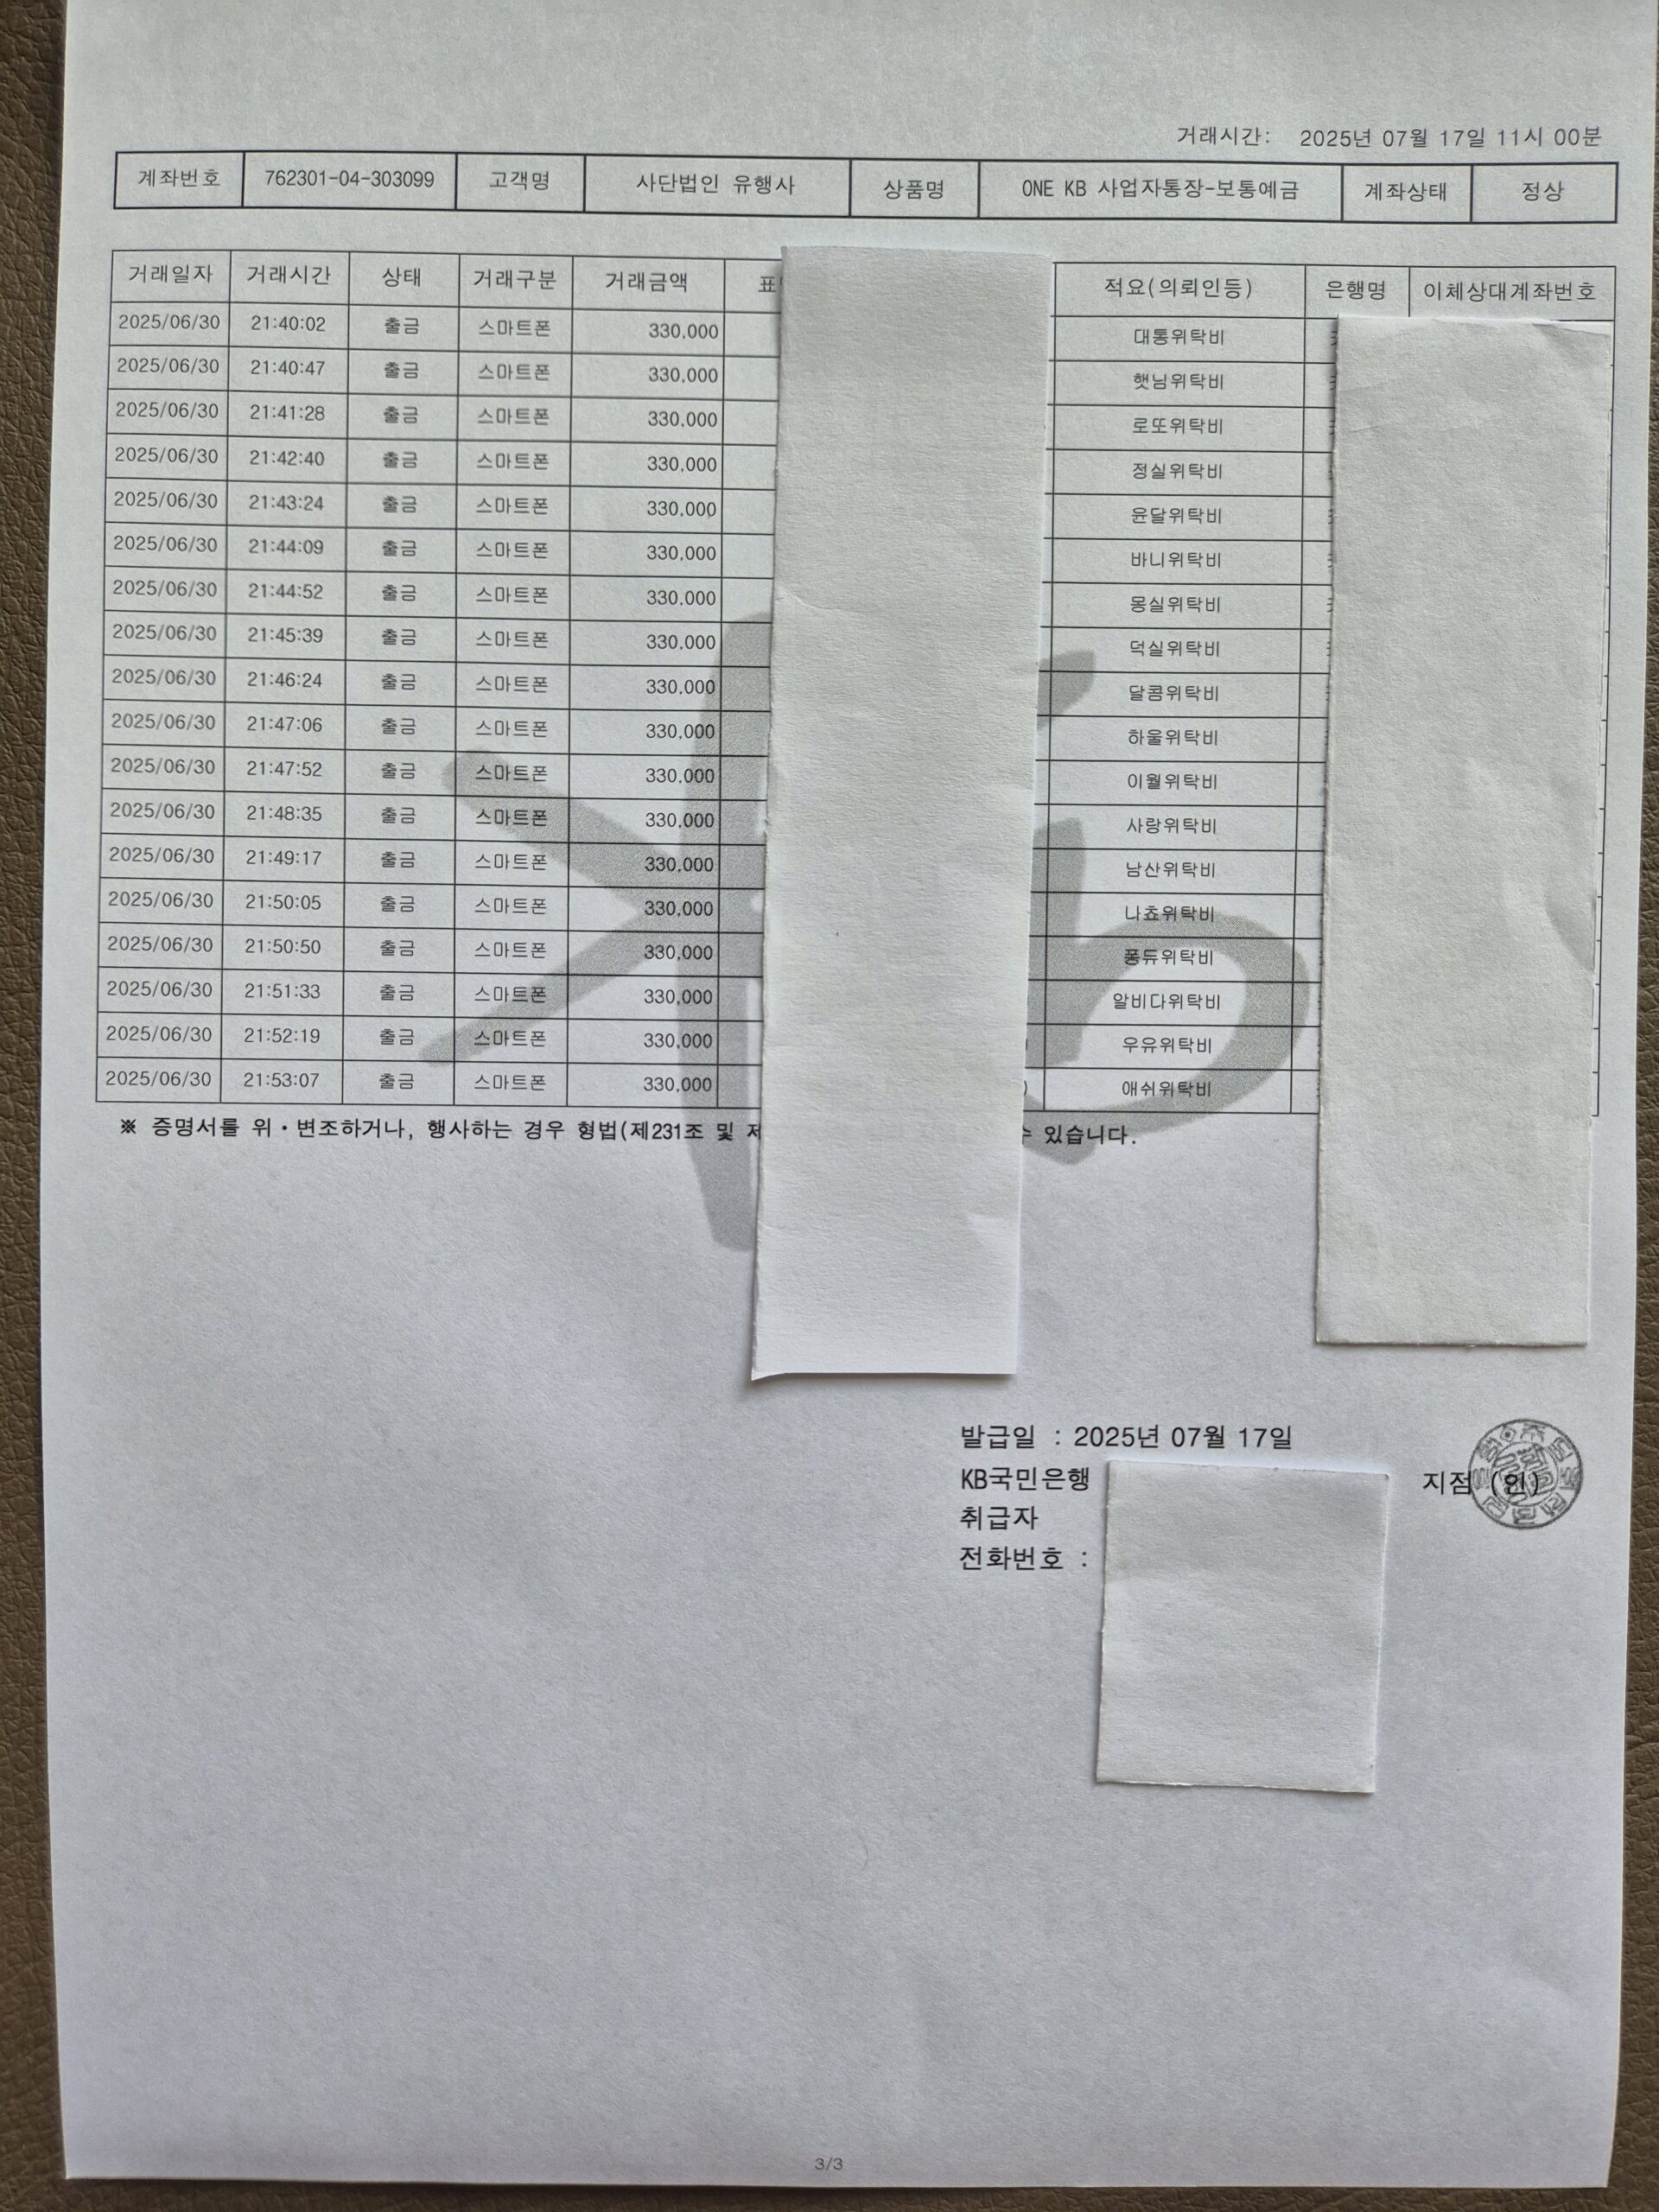 거래시간: 2025년 07월 17일 11시 00분
계좌번호 762301-04-303099 고객명 사단법인 유행사 상품명 ONE KB 사업자통장-보통예금 계좌상태 정상
거래일자 거래시간 상태 거래구분 거래금액 표 적요(의뢰인등) 은행명 이체상대계좌번호
2025/06/30 21:40:02 출금 스마트폰 330,000 대통위탁비
2025/06/30 21:40:47 출금 스마트폰 330,000 햇님위탁비
2025/06/30 21:41:28 출금 스마트폰 330,000 로또위탁비
2025/06/30 21:42:40 출금 스마트폰 330,000 정실위탁비
2025/06/30 21:43:24 출금 스마트폰 330,000 윤달위탁비
2025/06/30 21:44:09 출금 스마트폰 330,000 바니위탁비
2025/06/30 21:44:52 출금 스마트폰 330,000 몽실위탁비
2025/06/30 21:45:39 출금 스마트폰 330,000 덕실위탁비
2025/06/30 21:46:24 출금 스마트폰 330,000 달콤위탁비
2025/06/30 21:47:06 출금 스마트폰 330,000 하울위탁비
2025/06/30 21:47:52 출금 스마트폰 330,000 이월위탁비
2025/06/30 21:48:35 출금 스마트폰 330,000 사랑위탁비
2025/06/30 21:49:17 출금 스마트폰 330,000 남산위탁비
2025/06/30 21:50:05 출금 스마트폰 330,000 나쵸위탁비
2025/06/30 21:50:50 출금 스마트폰 330,000 퐁듀위탁비
2025/06/30 21:51:33 출금 스마트폰 330,000 알비다위탁비
2025/06/30 21:52:19 출금 스마트폰 330,000 우유위탁비
2025/06/30 21:53:07 출금 스마트폰 330,000 애쉬위탁비
※ 증명서를 위·변조하거나, 행사하는 경우 형법(제231조 및 제 수 있습니다.
발급일 : 2025년 07월 17일
KB국민은행 지점 (인)
취급자
전화번호 :
3/3